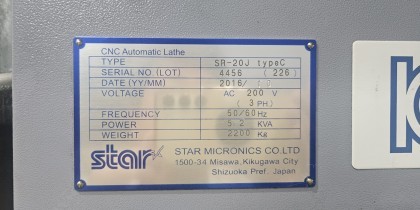 CNC Automatic Lathe
TYPE SR-20J typeC
SERIAL NO. (LOT) 4456 (226)
DATE (YY/MM) 2016/
VOLTAGE AC 200 V
(3 PH.)
FREQUENCY 50/60Hz
POWER 5.2 KVA
WEIGHT 2200 Kg
star STAR MICRONICS CO.LTD
1500-34 Misawa,Kikugawa City
Shizuoka Pref. Japan